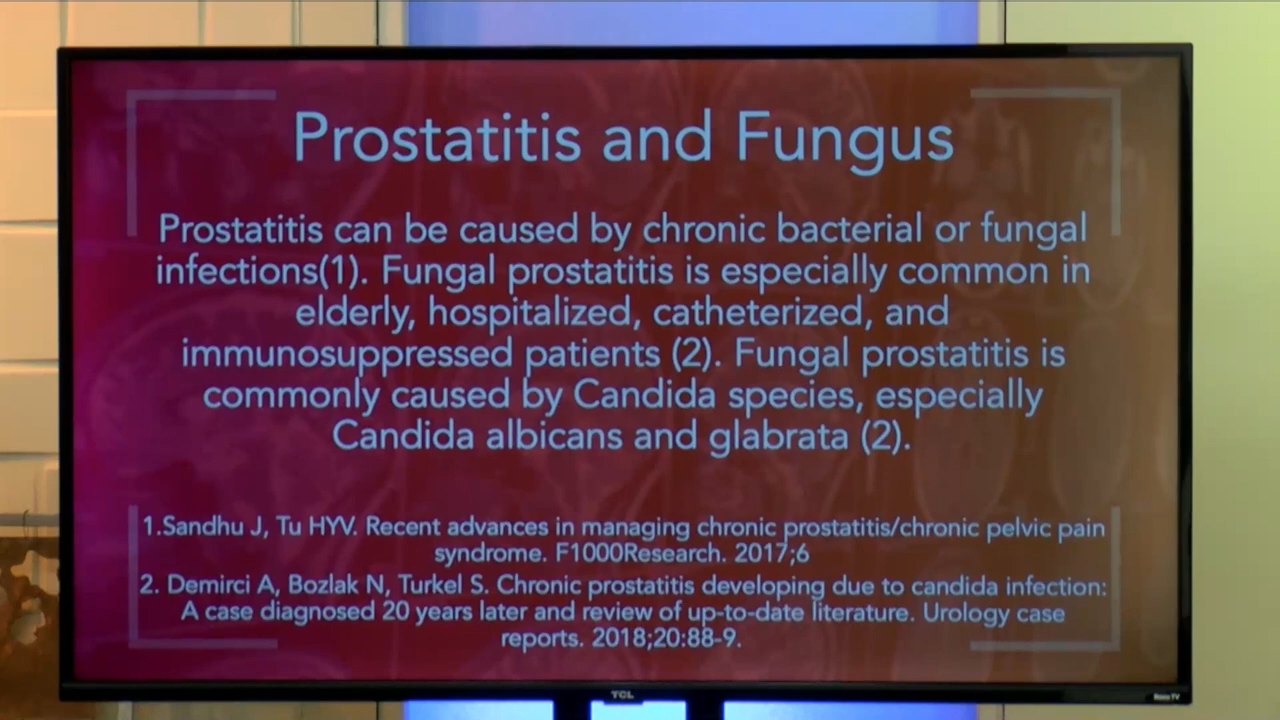 Prostatitis and Fungus
Prostatitis can be caused by chronic bacterial or fungal
infections(1). Fungal prostatitis is especially common in
elderly, hospitalized, catheterized, and
immunosuppressed patients (2). Fungal prostatitis is
commonly caused by Candida species, especially
Candida albicans and glabrata (2).
1.Sandhu J, Tu HYV. Recent advances in managing chronic prostatitis/chronic pelvic pain
syndrome. F1000Research. 2017;6
2. Demirci A, Bozlak N, Turkel S. Chronic prostatitis developing due to candida infection:
A case diagnosed 20 years later and review of up-to-date literature. Urology case
reports. 2018;20:88-9.
TCL
Roku TV